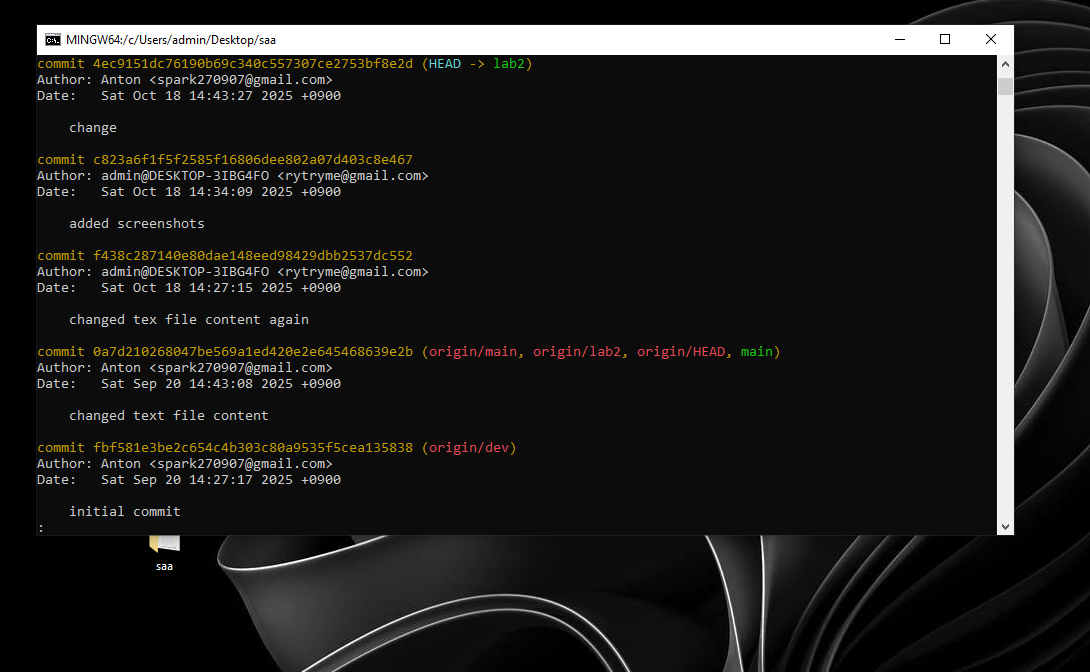 MINGW64:/c/Users/admin/Desktop/saa
commit 4ec9151dc76190b69c340c557307ce2753bf8e2d (HEAD -> lab2)
Author: Anton <spark270907@gmail.com>
Date:   Sat Oct 18 14:43:27 2025 +0900
change
commit c823a6f1f5f2585f16806dee802a07d403c8e467
Author: admin@DESKTOP-3IBG4FO <rytryme@gmail.com>
Date:   Sat Oct 18 14:34:09 2025 +0900
added screenshots
commit f438c287140e80dae148eed98429dbb2537dc552
Author: admin@DESKTOP-3IBG4FO <rytryme@gmail.com>
Date:   Sat Oct 18 14:27:15 2025 +0900
changed tex file content again
commit 0a7d210268047be569a1ed420e2e645468639e2b (origin/main, origin/lab2, origin/HEAD, main)
Author: Anton <spark270907@gmail.com>
Date:   Sat Sep 20 14:43:08 2025 +0900
changed text file content
commit fbf581e3be2c654c4b303c80a9535f5cea135838 (origin/dev)
Author: Anton <spark270907@gmail.com>
Date:   Sat Sep 20 14:27:17 2025 +0900
initial commit
:
saa